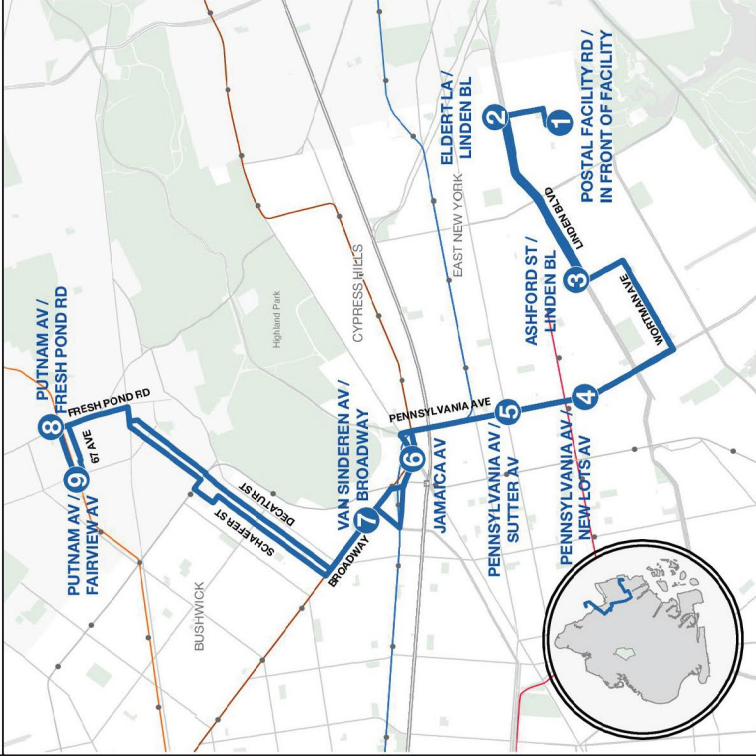 ELDERT LA /
LINDEN BL
2
1
POSTAL FACILITY RD /
IN FRONT OF FACILITY
LINDEN BLVD
EAST NEW YORK
ASHFORD ST /
LINDEN BL
3
WORTMAN AVE
CYPRESS HILLS
Highland Park
PUTNAM AV /
FRESH POND RD
8
FRESH POND RD
67 AVE
9
PUTNAM AV /
FAIRVIEW AV
PENNSYLVANIA AVE
5
4
VAN SINDEREN AV /
BROADWAY
6
JAMAICA AV
PENNSYLVANIA AV /
SUTTER AV
PENNSYLVANIA AV /
NEW LOTS AV
7
DECATUR ST
SCHAEFER ST
BROADWAY
BUSHWICK